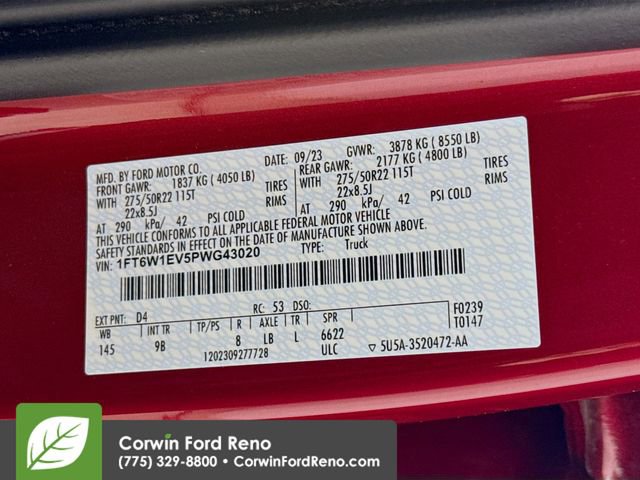 MFD. BY FORD MOTOR CO.
DATE: 09/23 GVWR: 3878 KG ( 8550 LB)
FRONT GAWR: 1837 KG ( 4050 LB) REAR GAWR: 2177 KG ( 4800 LB)
WITH 275/50R22 115T TIRES WITH 275/50R22 115T TIRES
22x8.5J RIMS 22x8.5J RIMS
AT 290 kPa/ 42 PSI COLD AT 290 kPa/ 42 PSI COLD
THIS VEHICLE CONFORMS TO ALL APPLICABLE FEDERAL MOTOR VEHICLE
SAFETY STANDARDS IN EFFECT ON THE DATE OF MANUFACTURE SHOWN ABOVE.
VIN: 1FT6W1EV5PWG43020 TYPE: Truck
EXT PNT: D4 RC: 53 DSO: F0239
WB INT TR TP/PS R AXLE TR SPR T0147
145 9B 8 LB L 6622
1202309277728 ULC ▽5U5A-3520472-AA
Corwin Ford Reno
(775) 329-8800 • CorwinFordReno.com